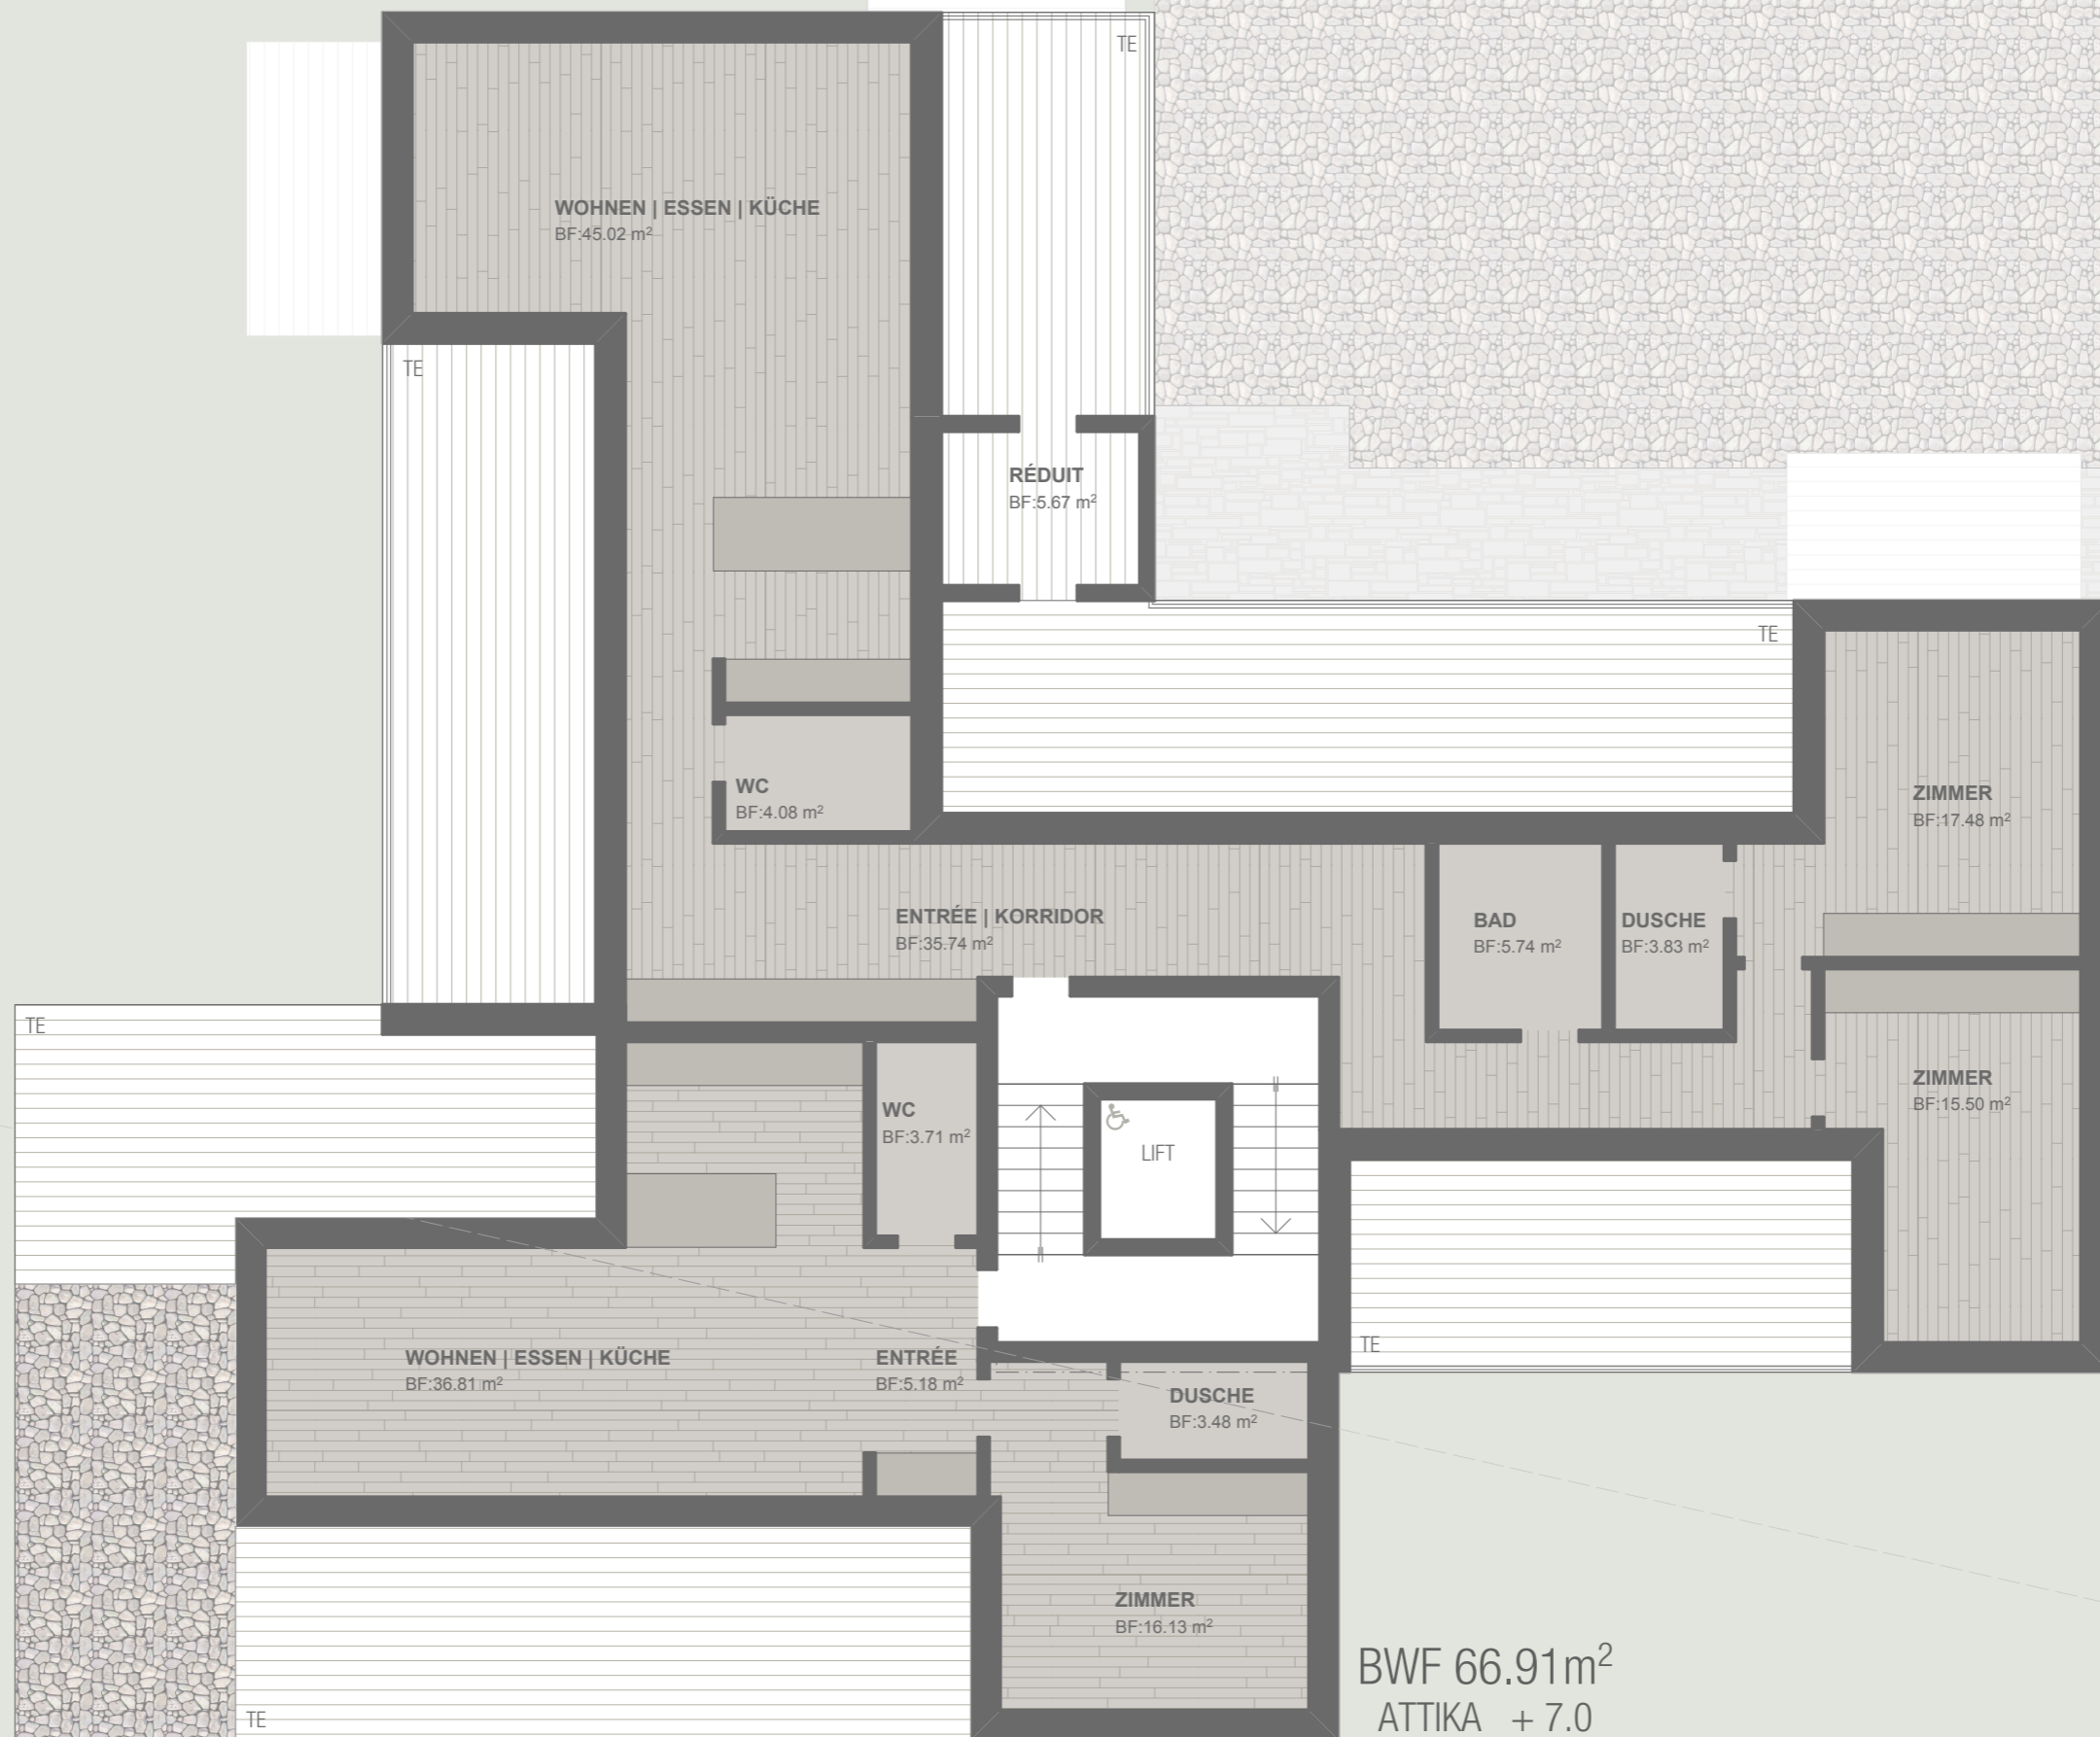 TE
WOHNEN | ESSEN | KÜCHE
BF:45.02 m²
TE
RÉDUIT
BF:5.67 m²
TE
WC
BF:4.08 m²
ZIMMER
BF:17.48 m²
ENTRÉE | KORRIDOR
BF:35.74 m²
BAD
BF:5.74 m²
DUSCHE
BF:3.83 m²
TE
ZIMMER
BF:15.50 m²
WC
BF:3.71 m²
LIFT
TE
WOHNEN | ESSEN | KÜCHE
BF:36.81 m²
ENTRÉE
BF:5.18 m²
DUSCHE
BF:3.48 m²
ZIMMER
BF:16.13 m²
BWF 66.91m²
ATTIKA + 7.0
TE